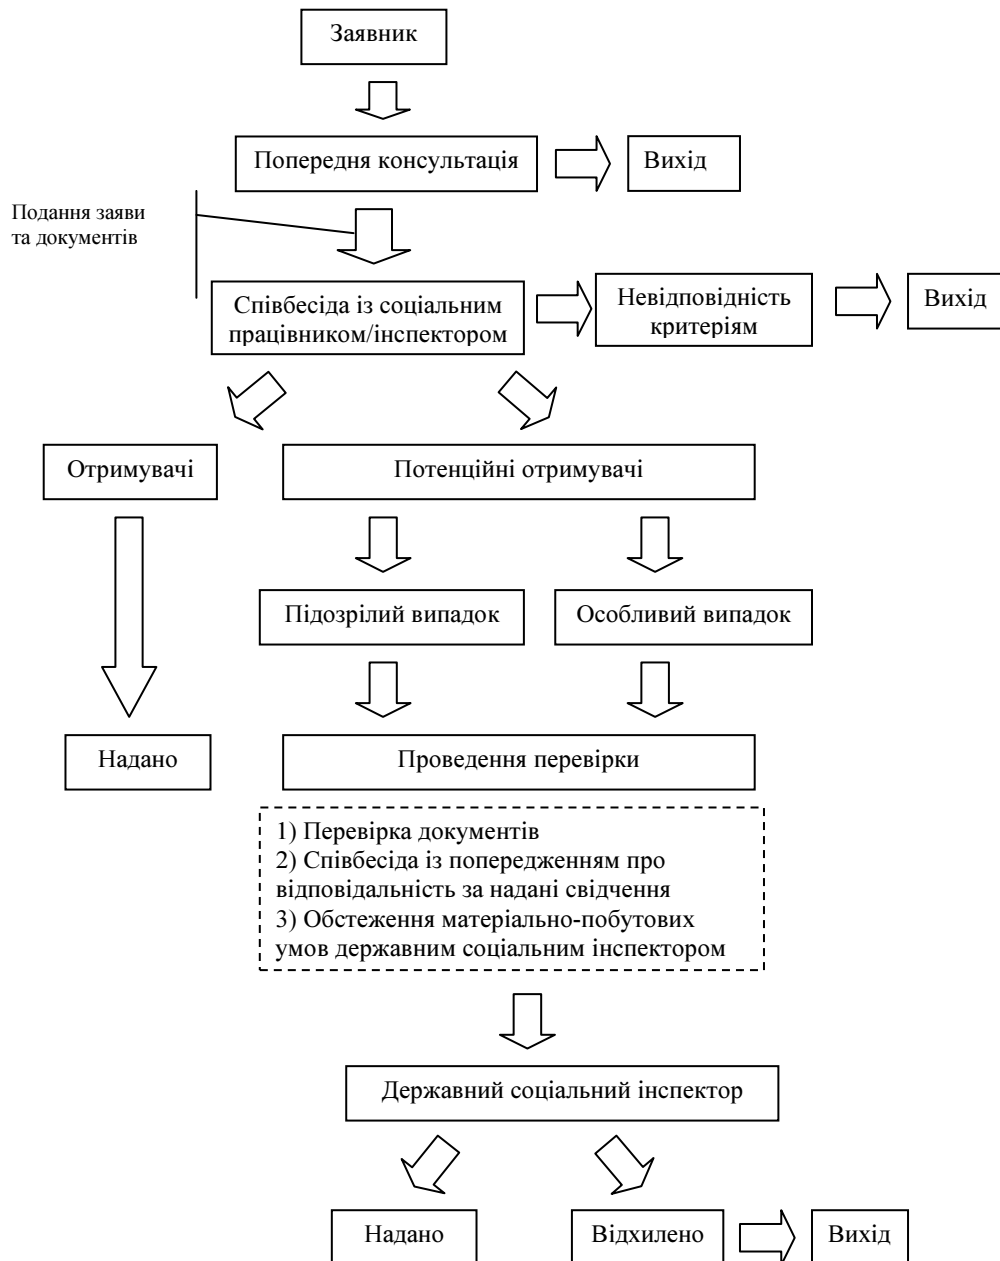 Заявник
Попередня консультація
Вихід
Подання заяви
та документів
Співбесіда із соціальним
працівником/інспектором
Невідповідність
критеріям
Вихід
Отримувачі
Потенційні отримувачі
Підозрілий випадок
Особливий випадок
Надано
Проведення перевірки
1) Перевірка документів
2) Співбесіда із попередженням про
відповідальність за надані свідчення
3) Обстеження матеріально-побутових
умов державним соціальним інспектором
Державний соціальний інспектор
Надано
Відхилено
Вихід